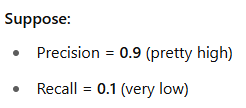 Suppose:
• Precision = 0.9 (pretty high)
• Recall = 0.1 (very low)